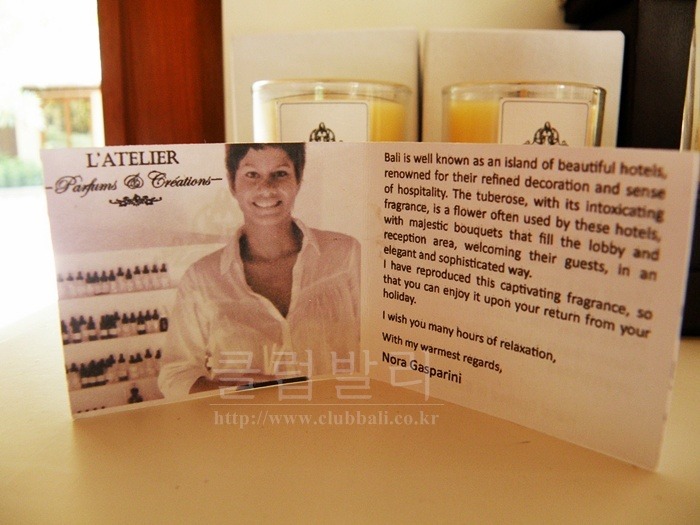 L'ATELIER
Parfums & Créations
Bali is well known as an island of beautiful hotels,
renowned for their refined decoration and sense
of hospitality. The tuberose, with its intoxicating
fragrance, is a flower often used by these hotels,
with majestic bouquets that fill the lobby and
reception area, welcoming their guests, in an
elegant and sophisticated way.
I have reproduced this captivating fragrance, so
that you can enjoy it upon your return from your
holiday.
I wish you many hours of relaxation,
With my warmest regards,
Nora Gasparini
클럽발리
http://www.clubbali.co.kr